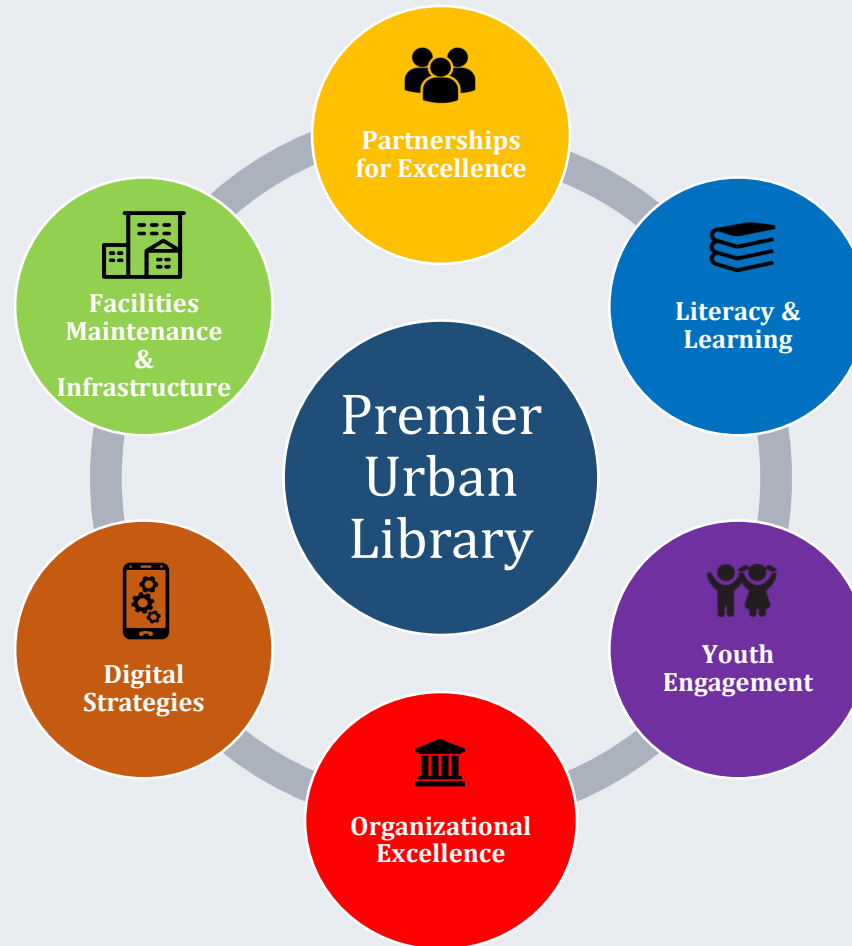 Partnerships
for Excellence
Literacy &
Learning
Youth
Engagement
Organizational
Excellence
Digital
Strategies
Facilities
Maintenance
&
Infrastructure
Premier
Urban
Library